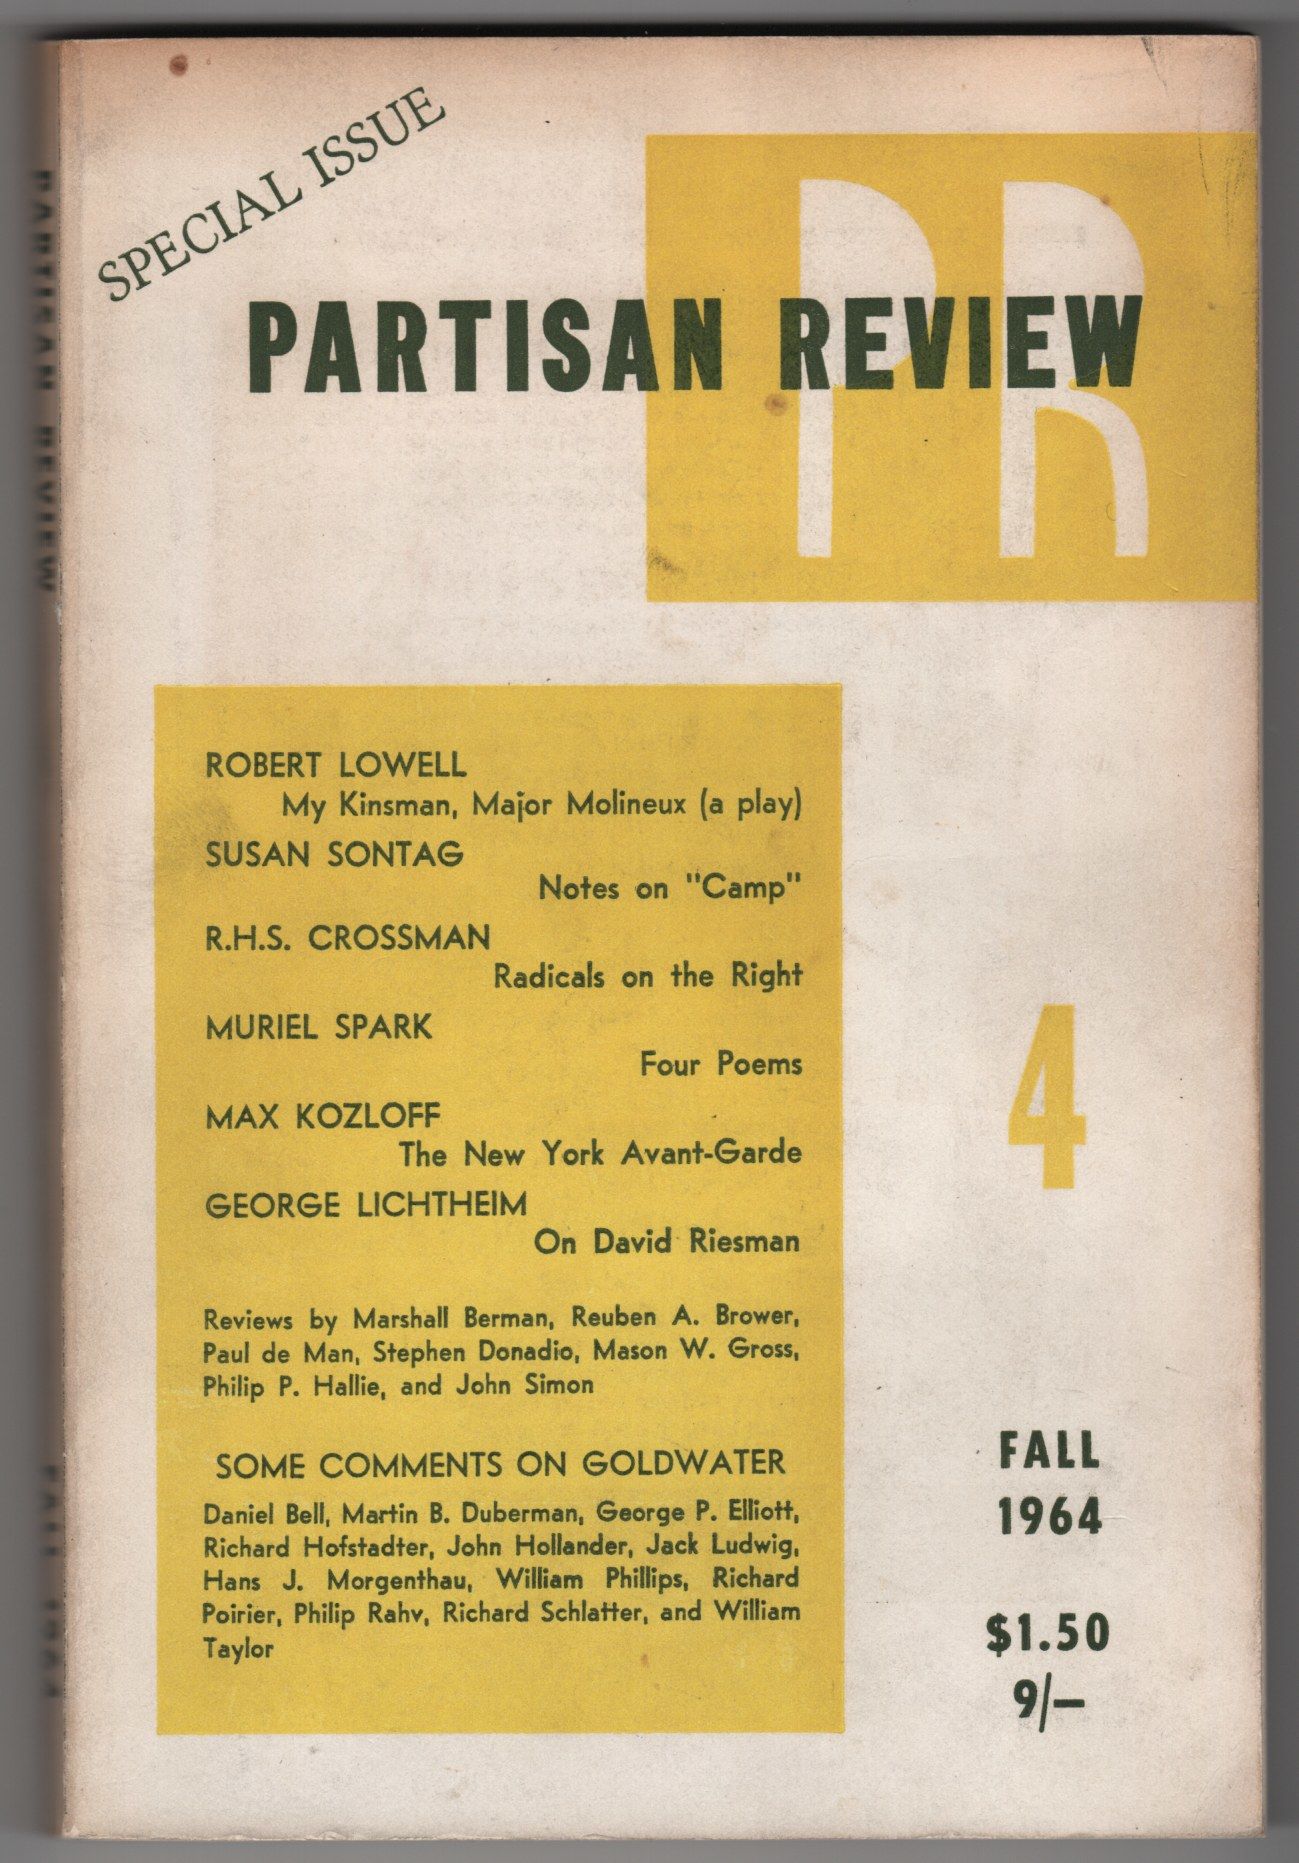 SPECIAL ISSUE
PR
PARTISAN REVIEW
ROBERT LOWELL
My Kinsman, Major Molineux (a play)
SUSAN SONTAG
Notes on "Camp"
R.H.S. CROSSMAN
Radicals on the Right
MURIEL SPARK
Four Poems
MAX KOZLOFF
The New York Avant-Garde
GEORGE LICHTHEIM
On David Riesman
Reviews by Marshall Berman, Reuben A. Brower,
Paul de Man, Stephen Donadio, Mason W. Gross,
Philip P. Hallie, and John Simon
SOME COMMENTS ON GOLDWATER
Daniel Bell, Martin B. Duberman, George P. Elliott,
Richard Hofstadter, John Hollander, Jack Ludwig,
Hans J. Morgenthau, William Phillips, Richard
Poirier, Philip Rahv, Richard Schlatter, and William
Taylor
4
FALL
1964
$1.50
9/–
PARTISAN REVIEW FALL 1964